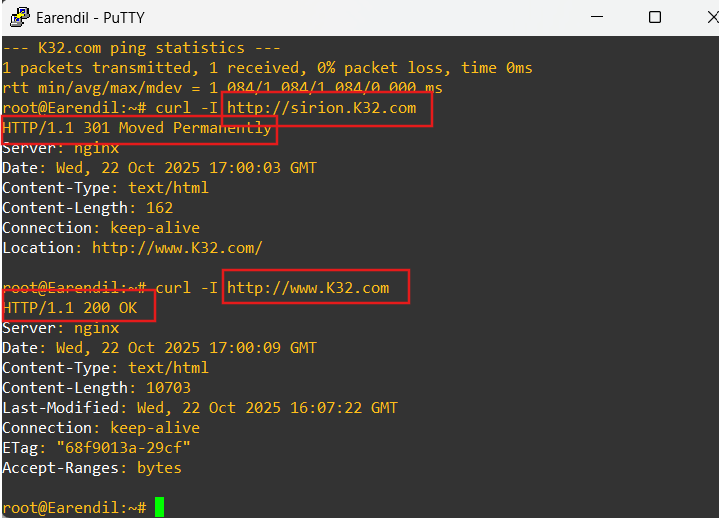 Earendil - PuTTY
--- K32.com ping statistics ---
1 packets transmitted, 1 received, 0% packet loss, time 0ms
rtt min/avg/max/mdev = 1.084/1.084/1.084/0.000 ms
root@Earendil:~# curl -I http://sirion.K32.com
HTTP/1.1 301 Moved Permanently
Server: nginx
Date: Wed, 22 Oct 2025 17:00:03 GMT
Content-Type: text/html
Content-Length: 162
Connection: keep-alive
Location: http://www.K32.com/
root@Earendil:~# curl -I http://www.K32.com
HTTP/1.1 200 OK
Server: nginx
Date: Wed, 22 Oct 2025 17:00:09 GMT
Content-Type: text/html
Content-Length: 10703
Last-Modified: Wed, 22 Oct 2025 16:07:22 GMT
Connection: keep-alive
ETag: "68f9013a-29cf"
Accept-Ranges: bytes
root@Earendil:~#